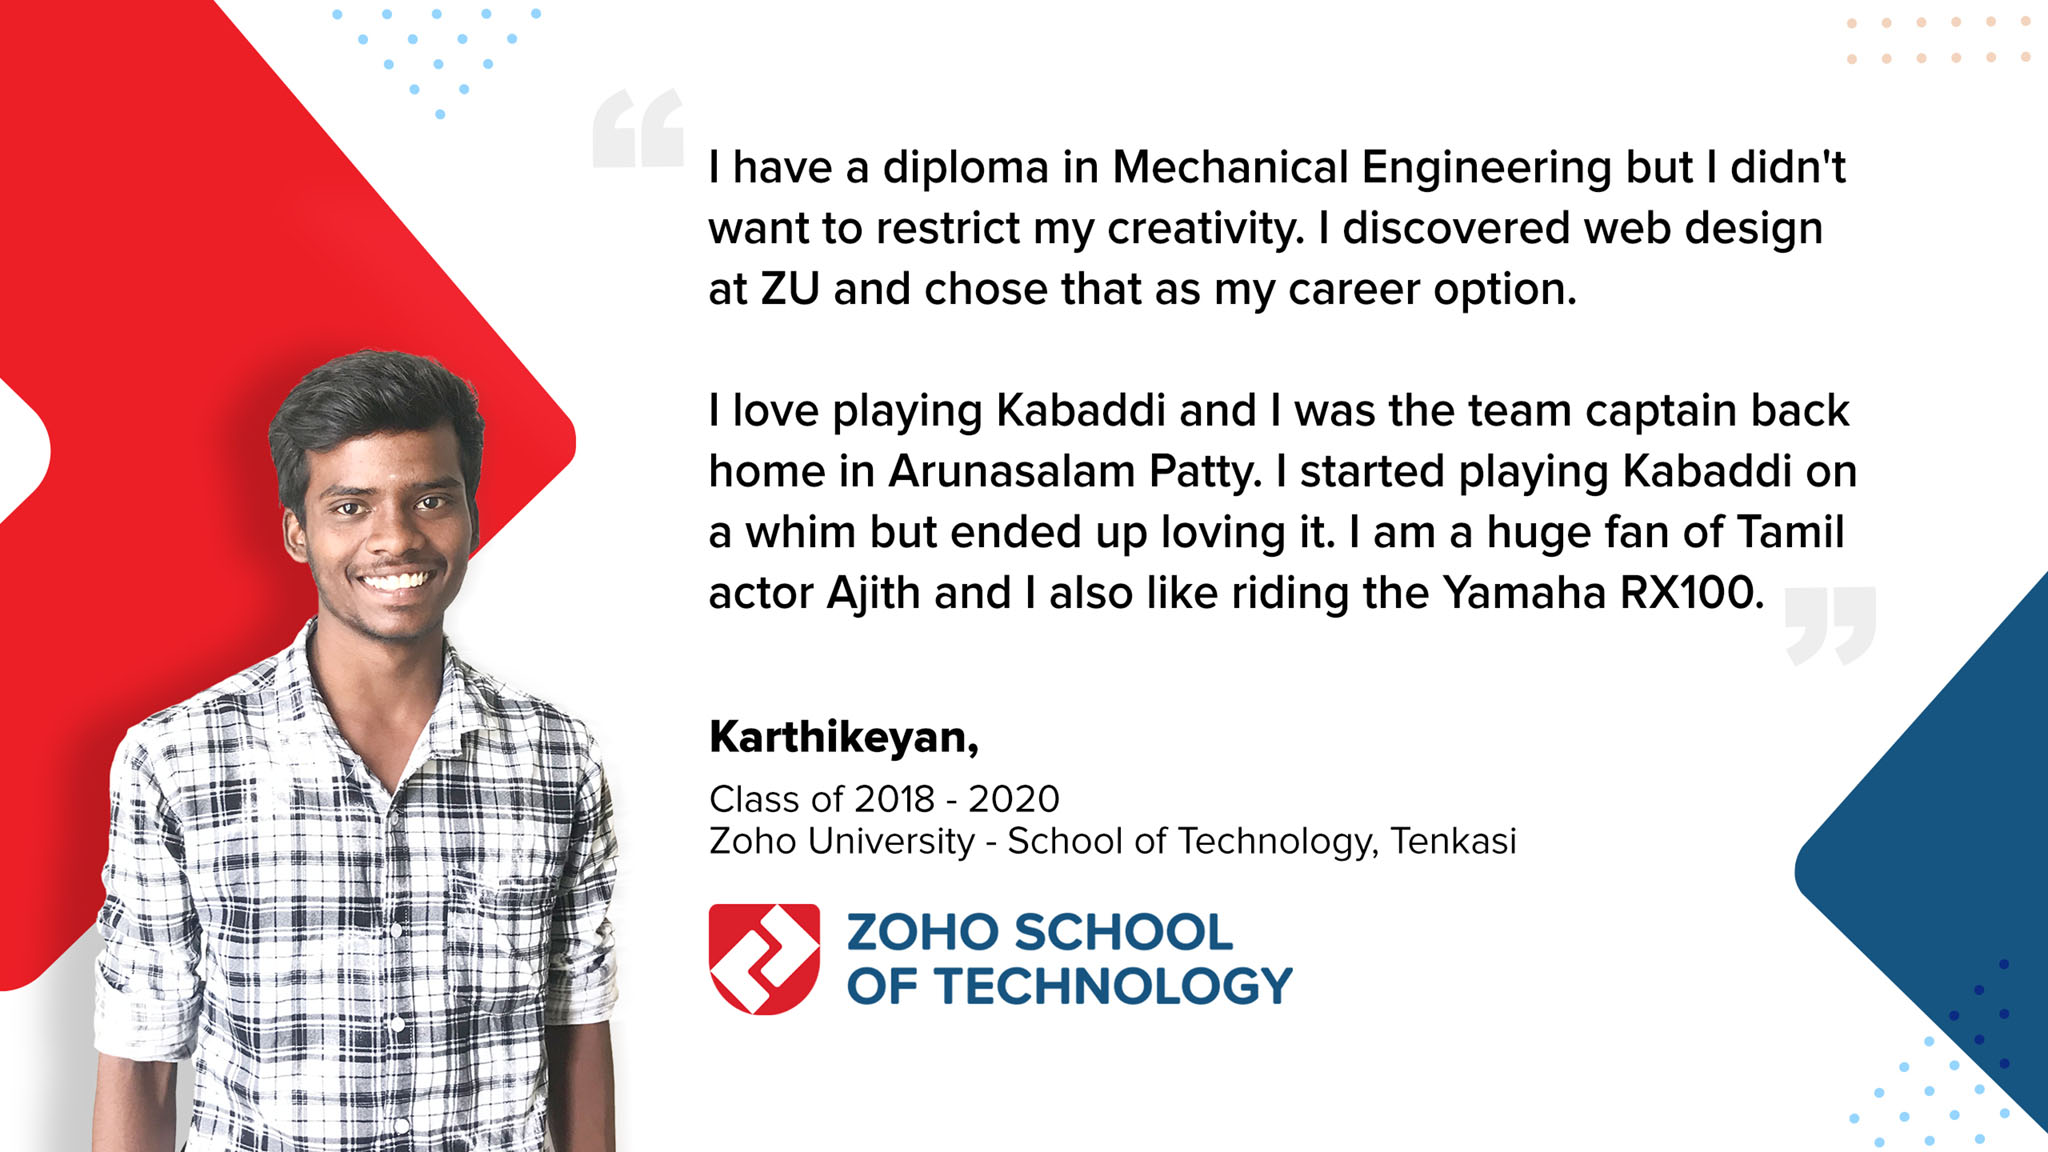 I have a diploma in Mechanical Engineering but I didn't
want to restrict my creativity. I discovered web design
at ZU and chose that as my career option.
I love playing Kabaddi and I was the team captain back
home in Arunasalam Patty. I started playing Kabaddi on
a whim but ended up loving it. I am a huge fan of Tamil
actor Ajith and I also like riding the Yamaha RX100.
Karthikeyan,
Class of 2018 - 2020
Zoho University - School of Technology, Tenkasi
ZOHO SCHOOL
OF TECHNOLOGY